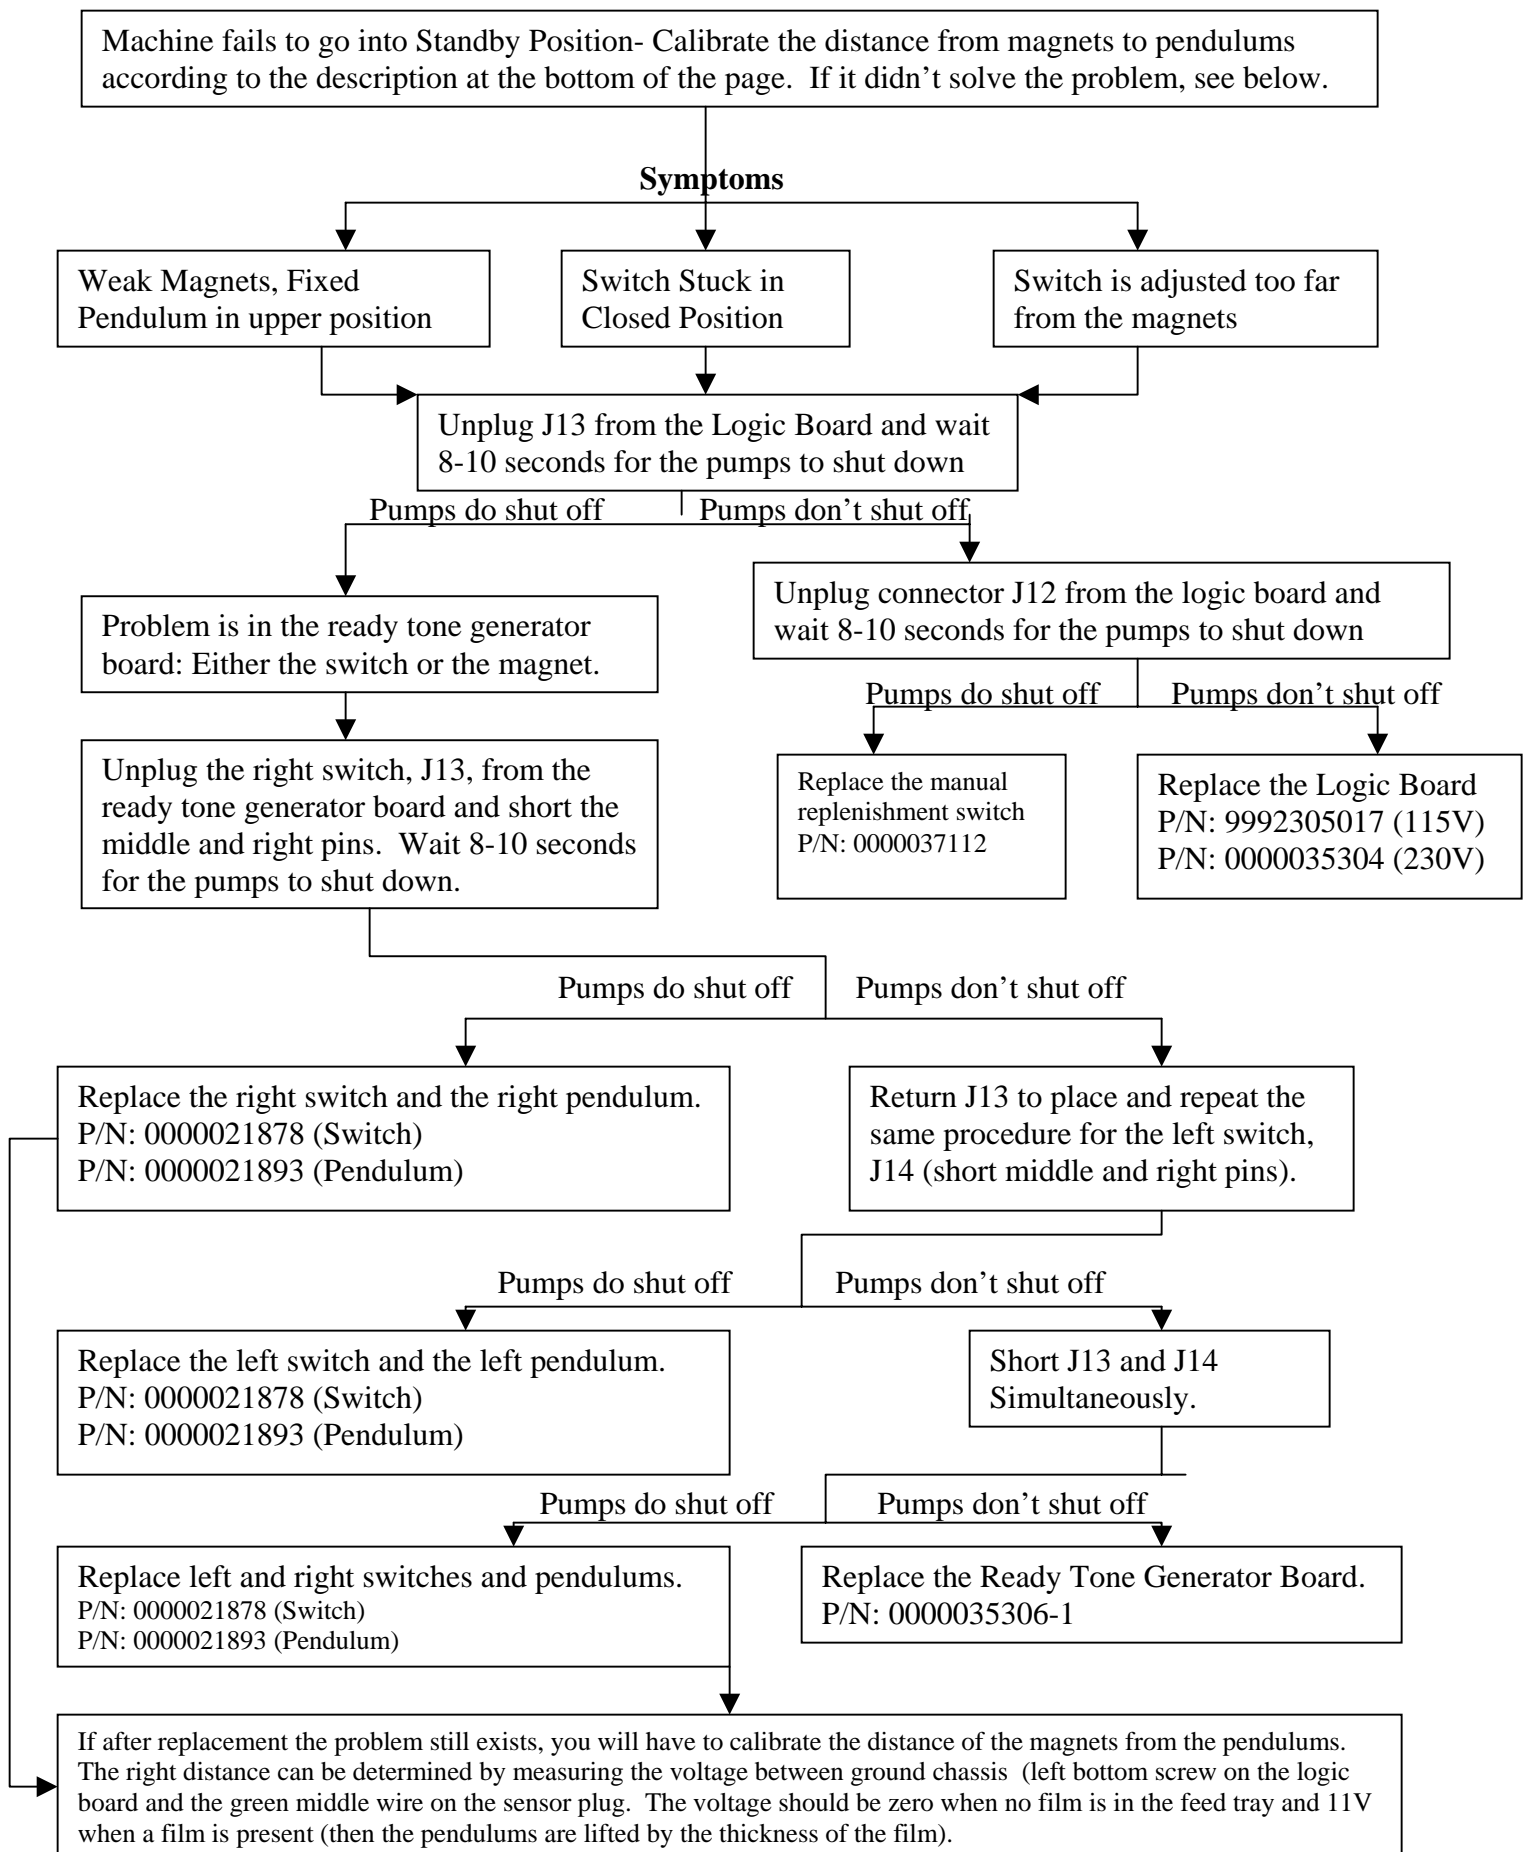 Machine fails to go into Standby Position- Calibrate the distance from magnets to pendulums
according to the description at the bottom of the page.  If it didn't solve the problem, see below.
Symptoms
Weak Magnets, Fixed
Pendulum in upper position
Switch Stuck in
Closed Position
Switch is adjusted too far
from the magnets
Unplug J13 from the Logic Board and wait
8-10 seconds for the pumps to shut down
Pumps do shut off
Pumps don't shut off
Unplug connector J12 from the logic board and
wait 8-10 seconds for the pumps to shut down
Problem is in the ready tone generator
board: Either the switch or the magnet.
Pumps do shut off
Pumps don't shut off
Unplug the right switch, J13, from the
ready tone generator board and short the
middle and right pins.  Wait 8-10 seconds
for the pumps to shut down.
Replace the manual
replenishment switch
P/N: 0000037112
Replace the Logic Board
P/N: 9992305017 (115V)
P/N: 0000035304 (230V)
Pumps do shut off
Pumps don't shut off
Replace the right switch and the right pendulum.
P/N: 0000021878 (Switch)
P/N: 0000021893 (Pendulum)
Return J13 to place and repeat the
same procedure for the left switch,
J14 (short middle and right pins).
Pumps do shut off
Pumps don't shut off
Replace the left switch and the left pendulum.
P/N: 0000021878 (Switch)
P/N: 0000021893 (Pendulum)
Short J13 and J14
Simultaneously.
Pumps do shut off
Pumps don't shut off
Replace left and right switches and pendulums.
P/N: 0000021878 (Switch)
P/N: 0000021893 (Pendulum)
Replace the Ready Tone Generator Board.
P/N: 0000035306-1
If after replacement the problem still exists, you will have to calibrate the distance of the magnets from the pendulums.
The right distance can be determined by measuring the voltage between ground chassis  (left bottom screw on the logic
board and the green middle wire on the sensor plug.  The voltage should be zero when no film is in the feed tray and 11V
when a film is present (then the pendulums are lifted by the thickness of the film).